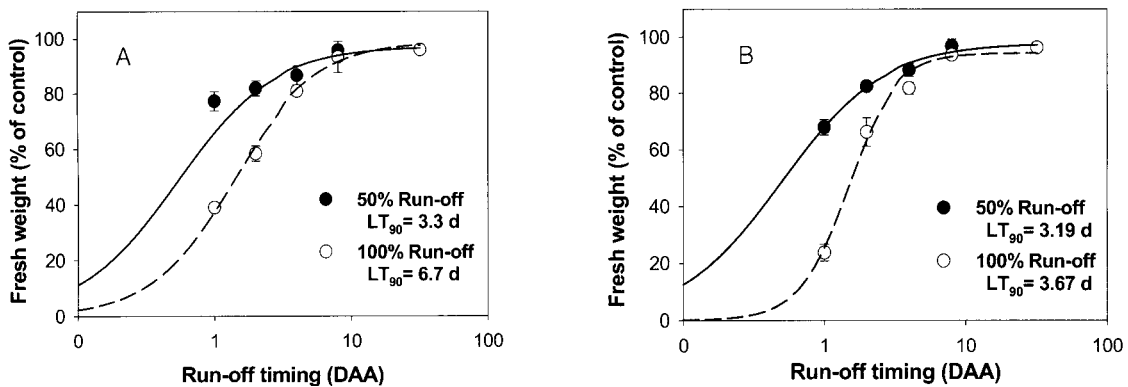 A
Fresh weight (% of control)
100
80
60
40
20
0
50% Run-off
LT90= 3.3 d
100% Run-off
LT90= 6.7 d
0 1 10 100
Run-off timing (DAA)
B
Fresh weight (% of control)
100
80
60
40
20
0
50% Run-off
LT90= 3.19 d
100% Run-off
LT90= 3.67 d
0 1 10 100
Run-off timing (DAA)